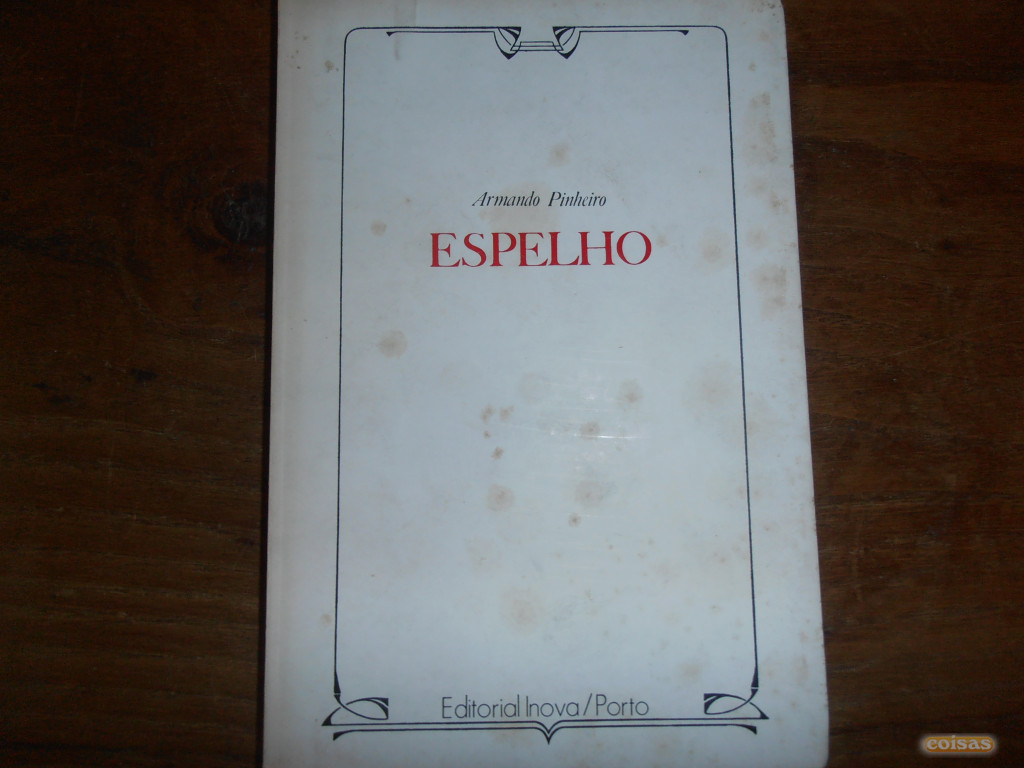 Armando Pinheiro
ESPELHO
Editorial Inova/Porto
coisas